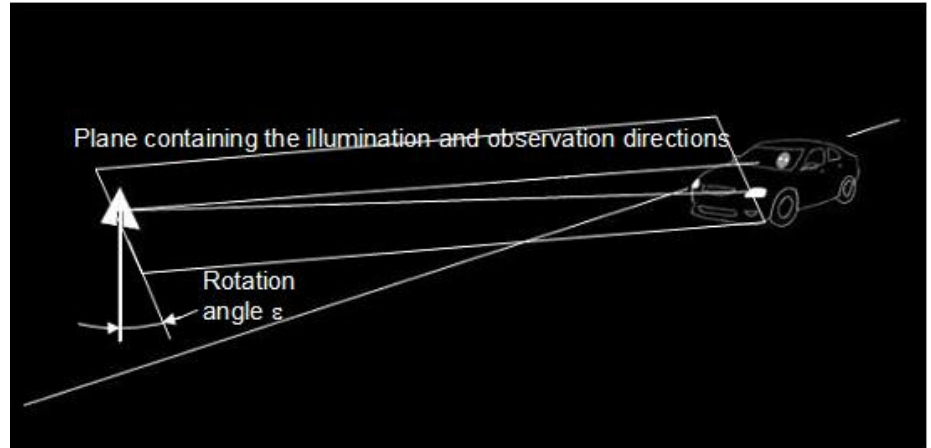 Plane containing the illumination and observation directions
Rotation
angle ε